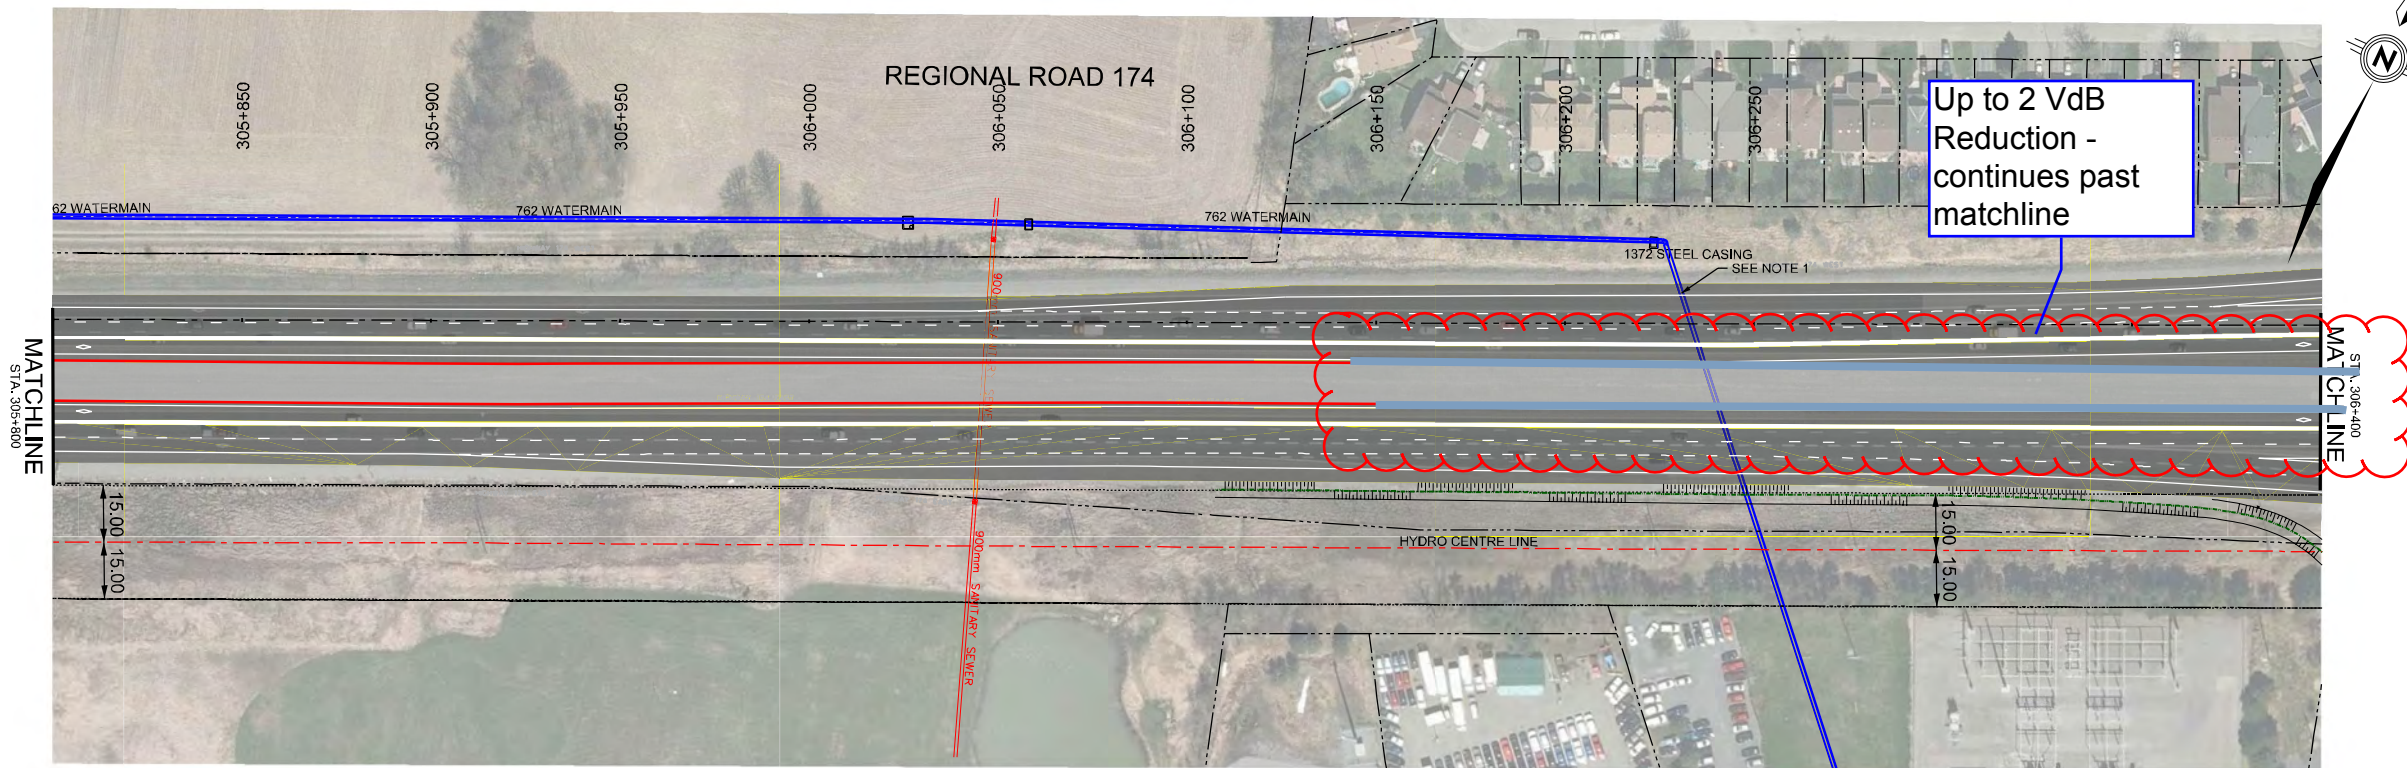 REGIONAL ROAD 174
305+850
305+900
305+950
306+000
306+050
306+100
306+150
306+200
306+250
Up to 2 VdB
Reduction -
continues past
matchline
N
62 WATERMAIN
762 WATERMAIN
762 WATERMAIN
1372 STEEL CASING
SEE NOTE 1
MATCHLINE
STA. 305+800
MATCHLINE
306+400
15.00
15.00
15.00
15.00
HYDRO CENTRE LINE
900mm SANITARY SEWER